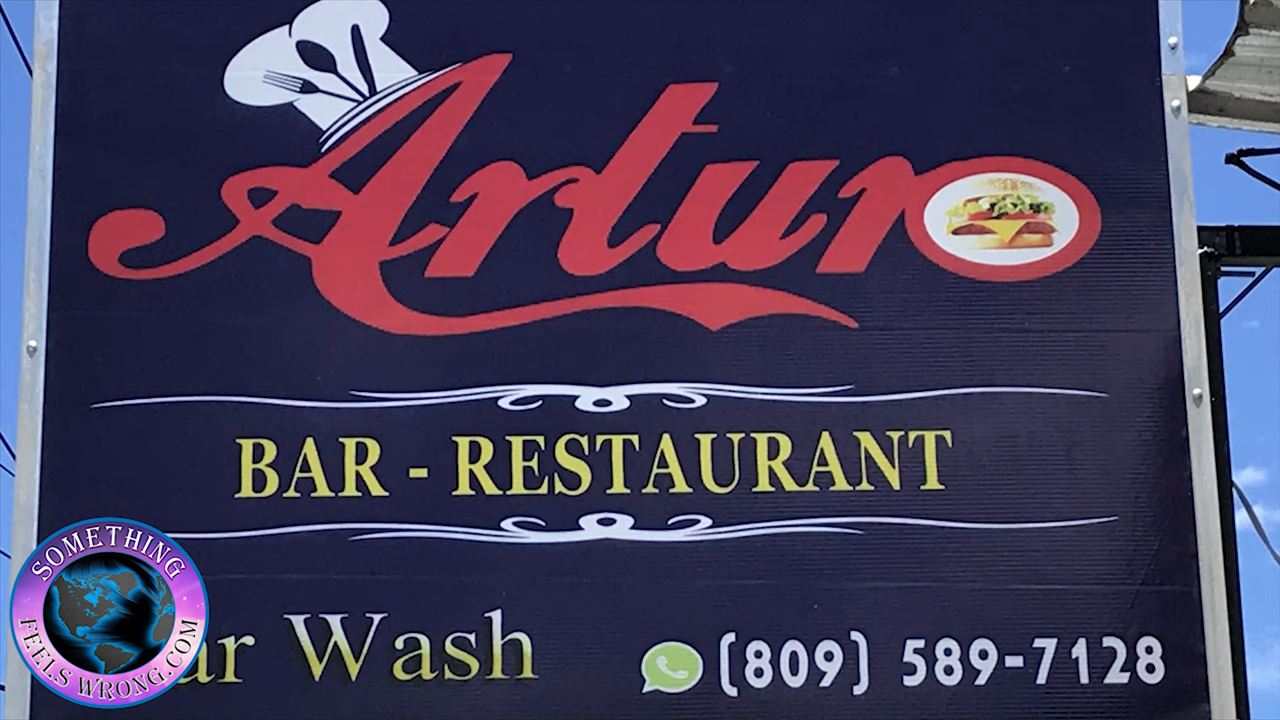 Arturo
BAR - RESTAURANT
ar Wash
(809) 589-7128
SOMETHING
FEELS WRONG.COM